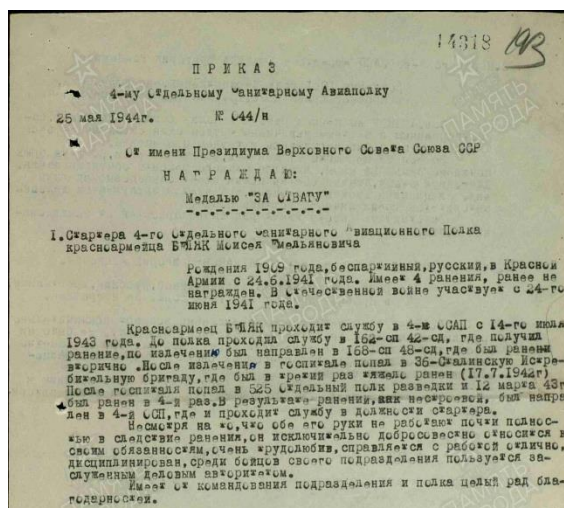 14318 193
ПРИКАЗ
4-му Отдельному Санитарному Авиаполку
25 мая 1944г. № 044/н
От имени Президиума Верховного Совета Союза ССР
НАГРАЖДАЮ:
Медалью "ЗА ОТВАГУ"
1. Стартера 4-го Отдельного Санитарного Авиационного Полка
красноармейца Моисея Емельяновича
Рождения 1909 года, беспартийный, русский, в Красной
Армии с 24.6.1941 года. Имеет 4 ранения, ранее не
награжден. В Отечественной войне участвует с 24-го
июня 1941 года.
Красноармеец проходит службу в 4-м ОСАП с 14-го июля
1943 года. До полка проходил службу в 162-сп 42-сд, где получил
ранение, по излечении был направлен в 168-сп 48-сд, где был ранен
вторично. После излечения в госпитале попал в 36-Сталинскую Истре-
бительную бригаду, где был в третий раз тяжело ранен (17.7.1942г)
После госпиталя попал в 525 отдельный полк разведки и 12 марта 43г
был ранен в 4-й раз. В результате ранений, как нестроевой, был направ
лен в 4-й ОСП, где и проходит службу в должности стартера.
Несмотря на то, что обе его руки не работают почти полнос-
тью в следствие ранения, он исключительно добросовестно относится к
своим обязанностям, очень трудолюбив, справляется с работой отлично,
дисциплинирован, среди бойцов своего подразделения пользуется за-
служенным деловым авторитетом.
Имеет от командования подразделения и полка целый ряд бла-
годарностей.
ПАМЯТЬ
НАРОДА